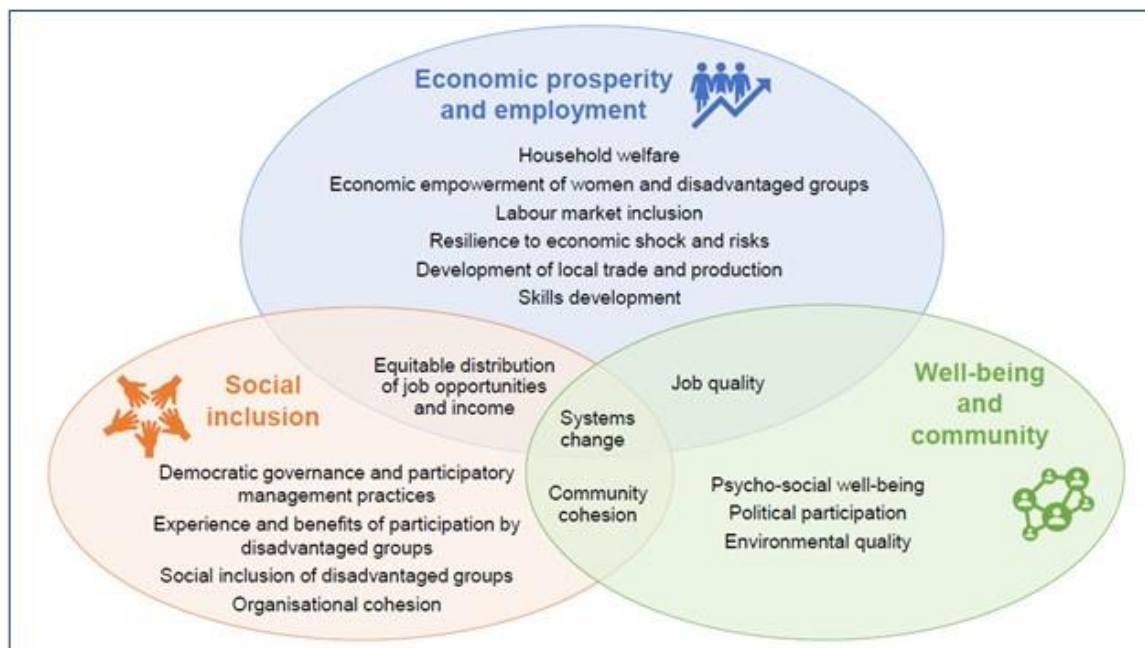 Economic prosperity
and employment
Household welfare
Economic empowerment of women and disadvantaged groups
Labour market inclusion
Resilience to economic shock and risks
Development of local trade and production
Skills development
Equitable distribution
of job opportunities
and income
Job quality
Systems
change
Social
inclusion
Democratic governance and participatory
management practices
Experience and benefits of participation by
disadvantaged groups
Social inclusion of disadvantaged groups
Organisational cohesion
Community
cohesion
Well-being
and
community
Psycho-social well-being
Political participation
Environmental quality